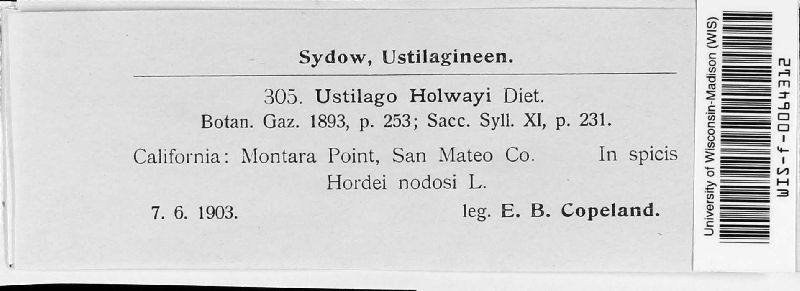 Sydow, Ustilagineen.
305. Ustilago Holwayi Diet.
Botan. Gaz. 1893, p. 253; Sacc. Syll. XI, p. 231.
California: Montara Point, San Mateo Co. In spicis
Hordei nodosi L.
7. 6. 1903. leg. E. B. Copeland.
University of Wisconsin-Madison (WIS)
WIS-f-0094312